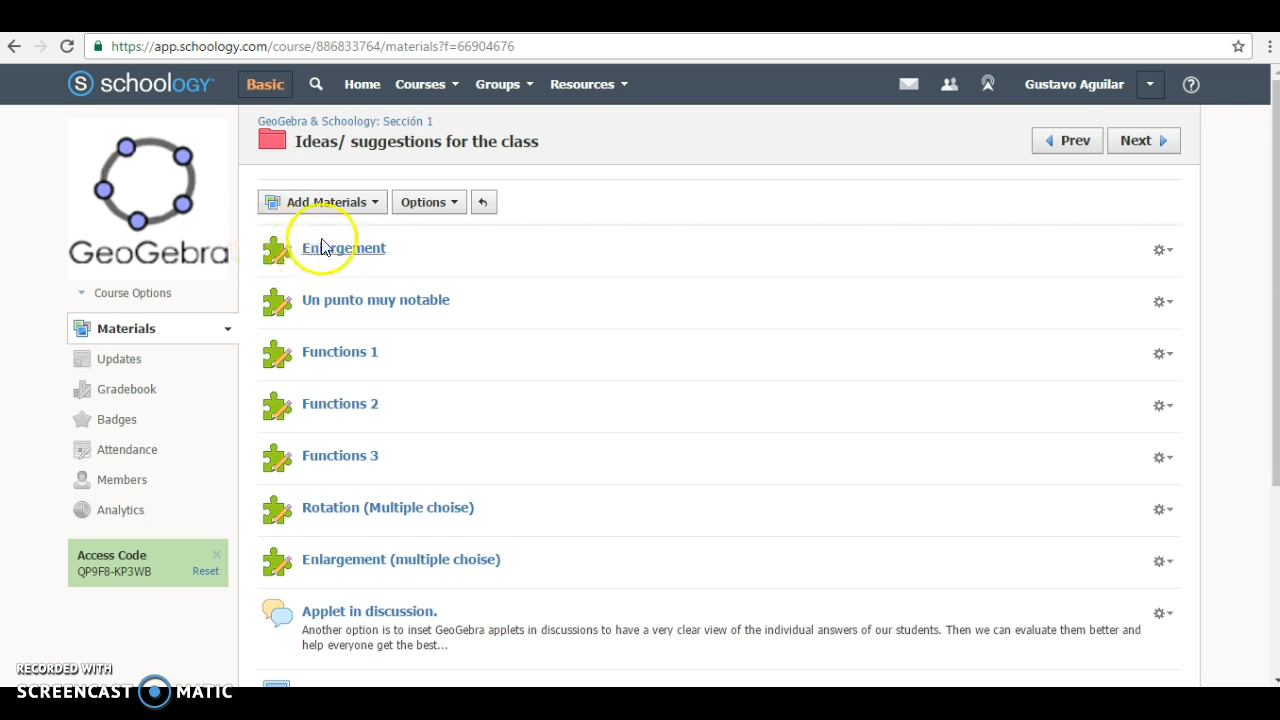 https://app.schoology.com/course/886833764/materials?f=66904676
S schoology Basic Home Courses Groups Resources Gustavo Aguilar ?
GeoGebra & Schoology: Sección 1
Ideas/ suggestions for the class
Prev Next
Add Materials Options
GeoGebra
Course Options
Materials
Updates
Gradebook
Badges
Attendance
Members
Analytics
Access Code
QP9F8-KP3WB Reset
Enlargement
Un punto muy notable
Functions 1
Functions 2
Functions 3
Rotation (Multiple choise)
Enlargement (multiple choise)
Applet in discussion.
Another option is to inset GeoGebra applets in discussions to have a very clear view of the individual answers of our students. Then we can evaluate them better and
help everyone get the best...
RECORDED WITH
SCREENCAST MATIC